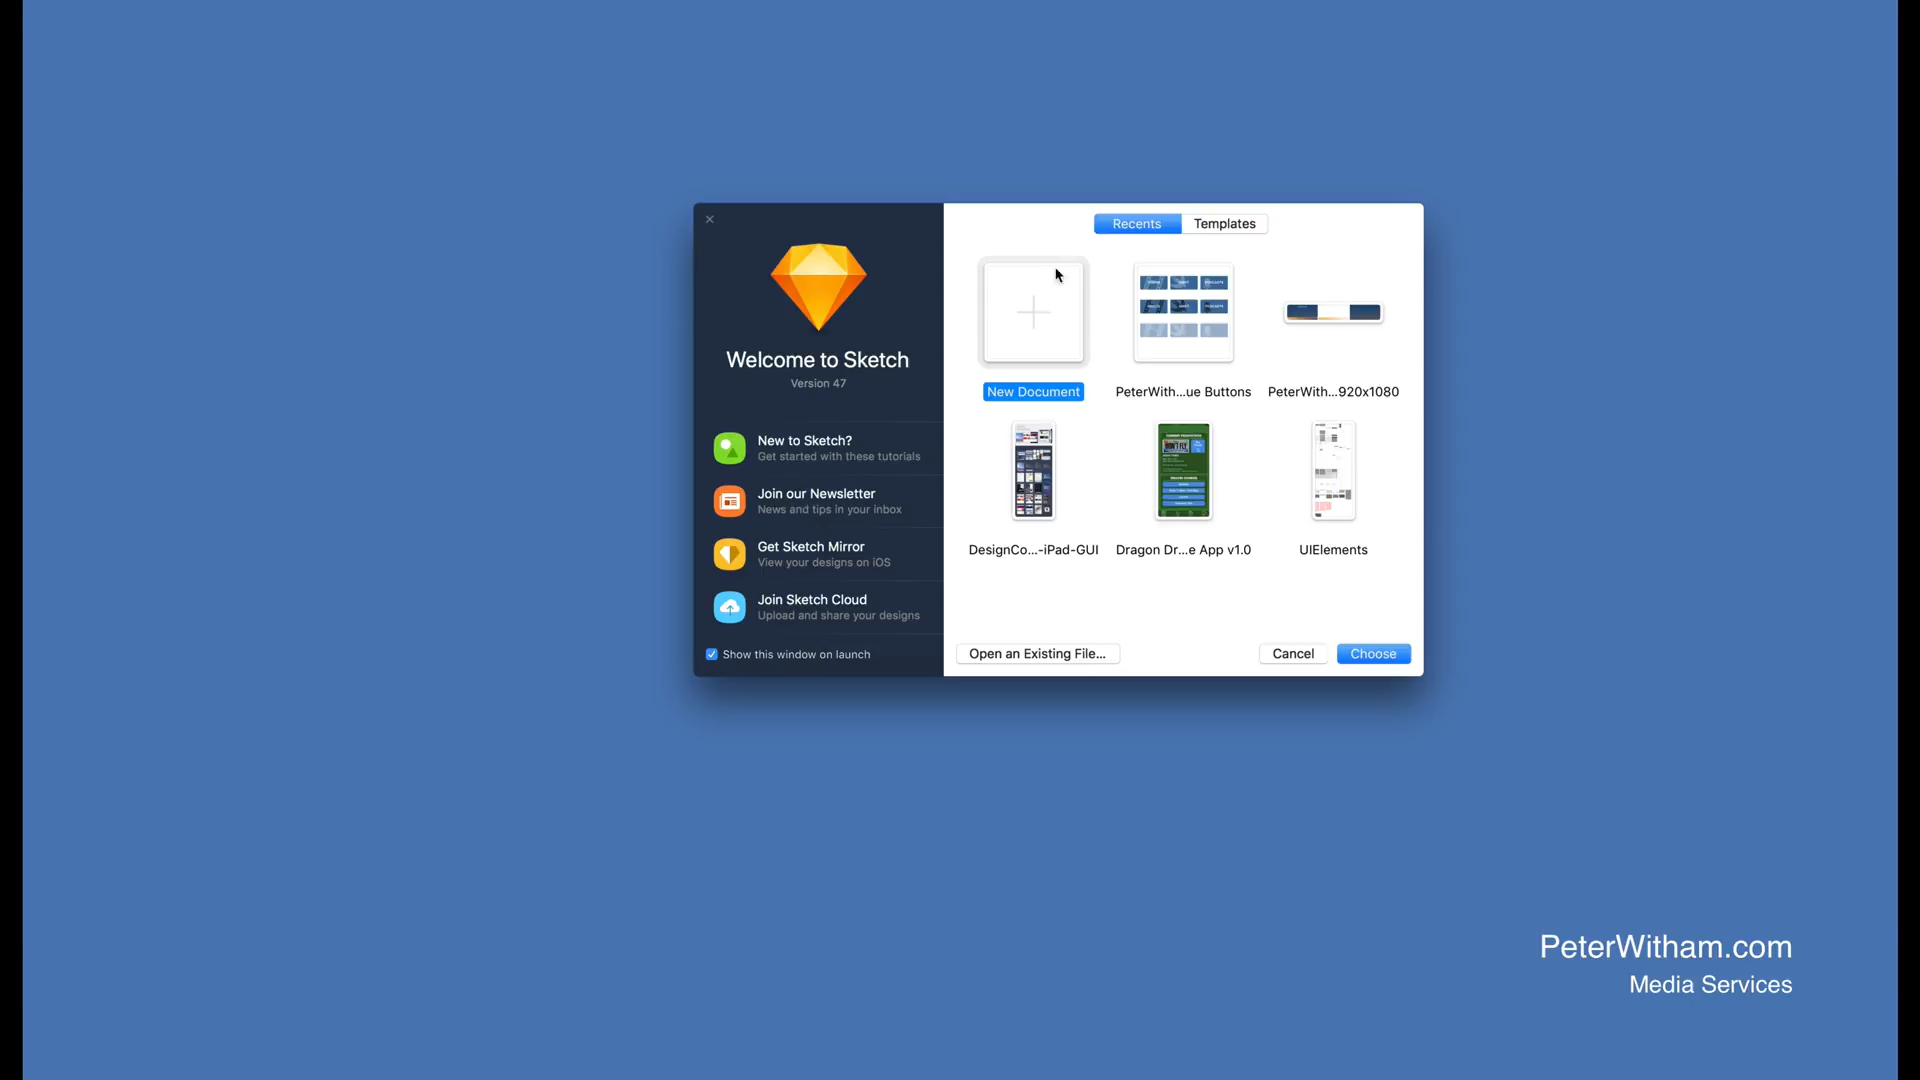 Welcome to Sketch
Version 47
New to Sketch?
Get started with these tutorials
Join our Newsletter
News and tips in your inbox
Get Sketch Mirror
View your designs on iOS
Join Sketch Cloud
Upload and share your designs
Show this window on launch
Recents Templates
New Document PeterWith...ue Buttons PeterWith...920x1080
DesignCo...-iPad-GUI Dragon Dr...e App v1.0 UIElements
Open an Existing File... Cancel Choose
PeterWitham.com
Media Services